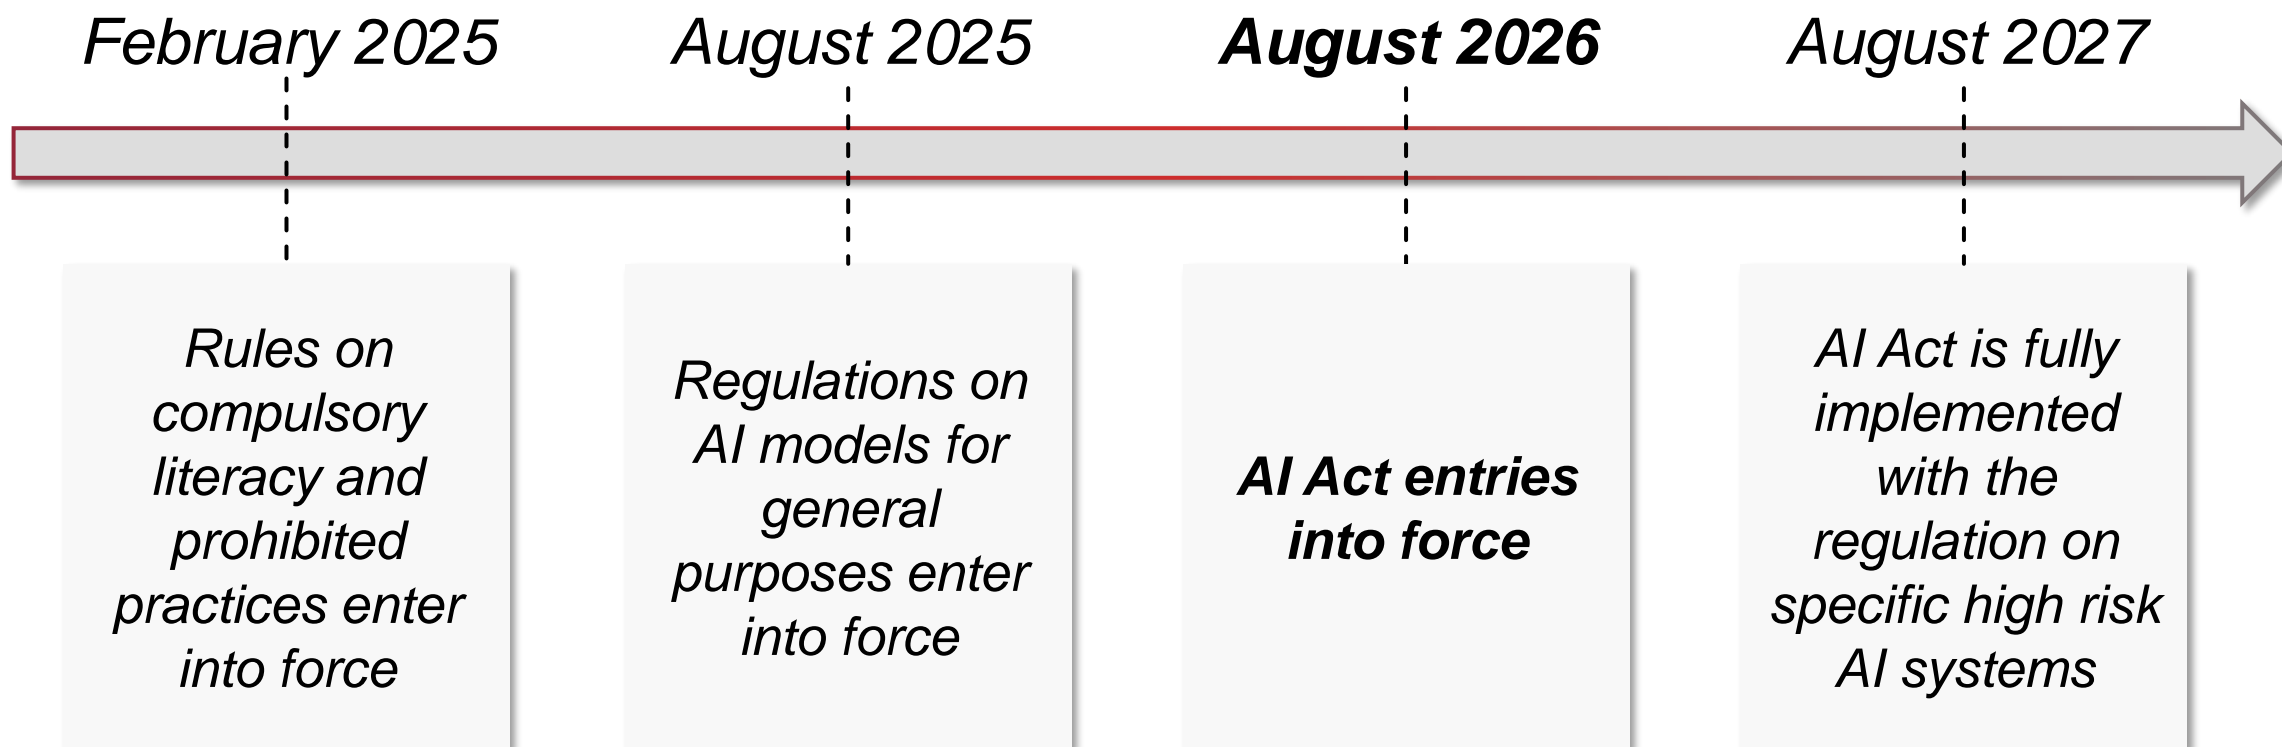 February 2025
August 2025
August 2026
August 2027
Rules on
compulsory
literacy and
prohibited
practices enter
into force
Regulations on
AI models for
general
purposes enter
into force
AI Act entries
into force
AI Act is fully
implemented
with the
regulation on
specific high risk
AI systems